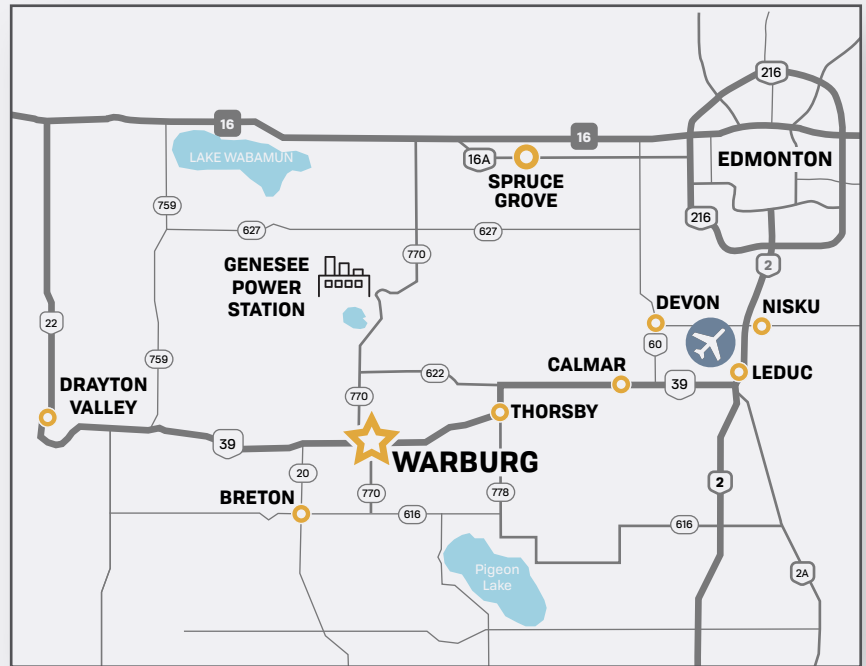 216
16
16
LAKE WABAMUN
16A
SPRUCE
GROVE
EDMONTON
759
216
627
627
770
GENESEE
POWER
STATION
2
DEVON
NISKU
22
60
759
622
CALMAR
LEDUC
DRAYTON
VALLEY
770
39
THORSBY
39
WARBURG
20
770
778
2
BRETON
616
616
Pigeon
Lake
2A